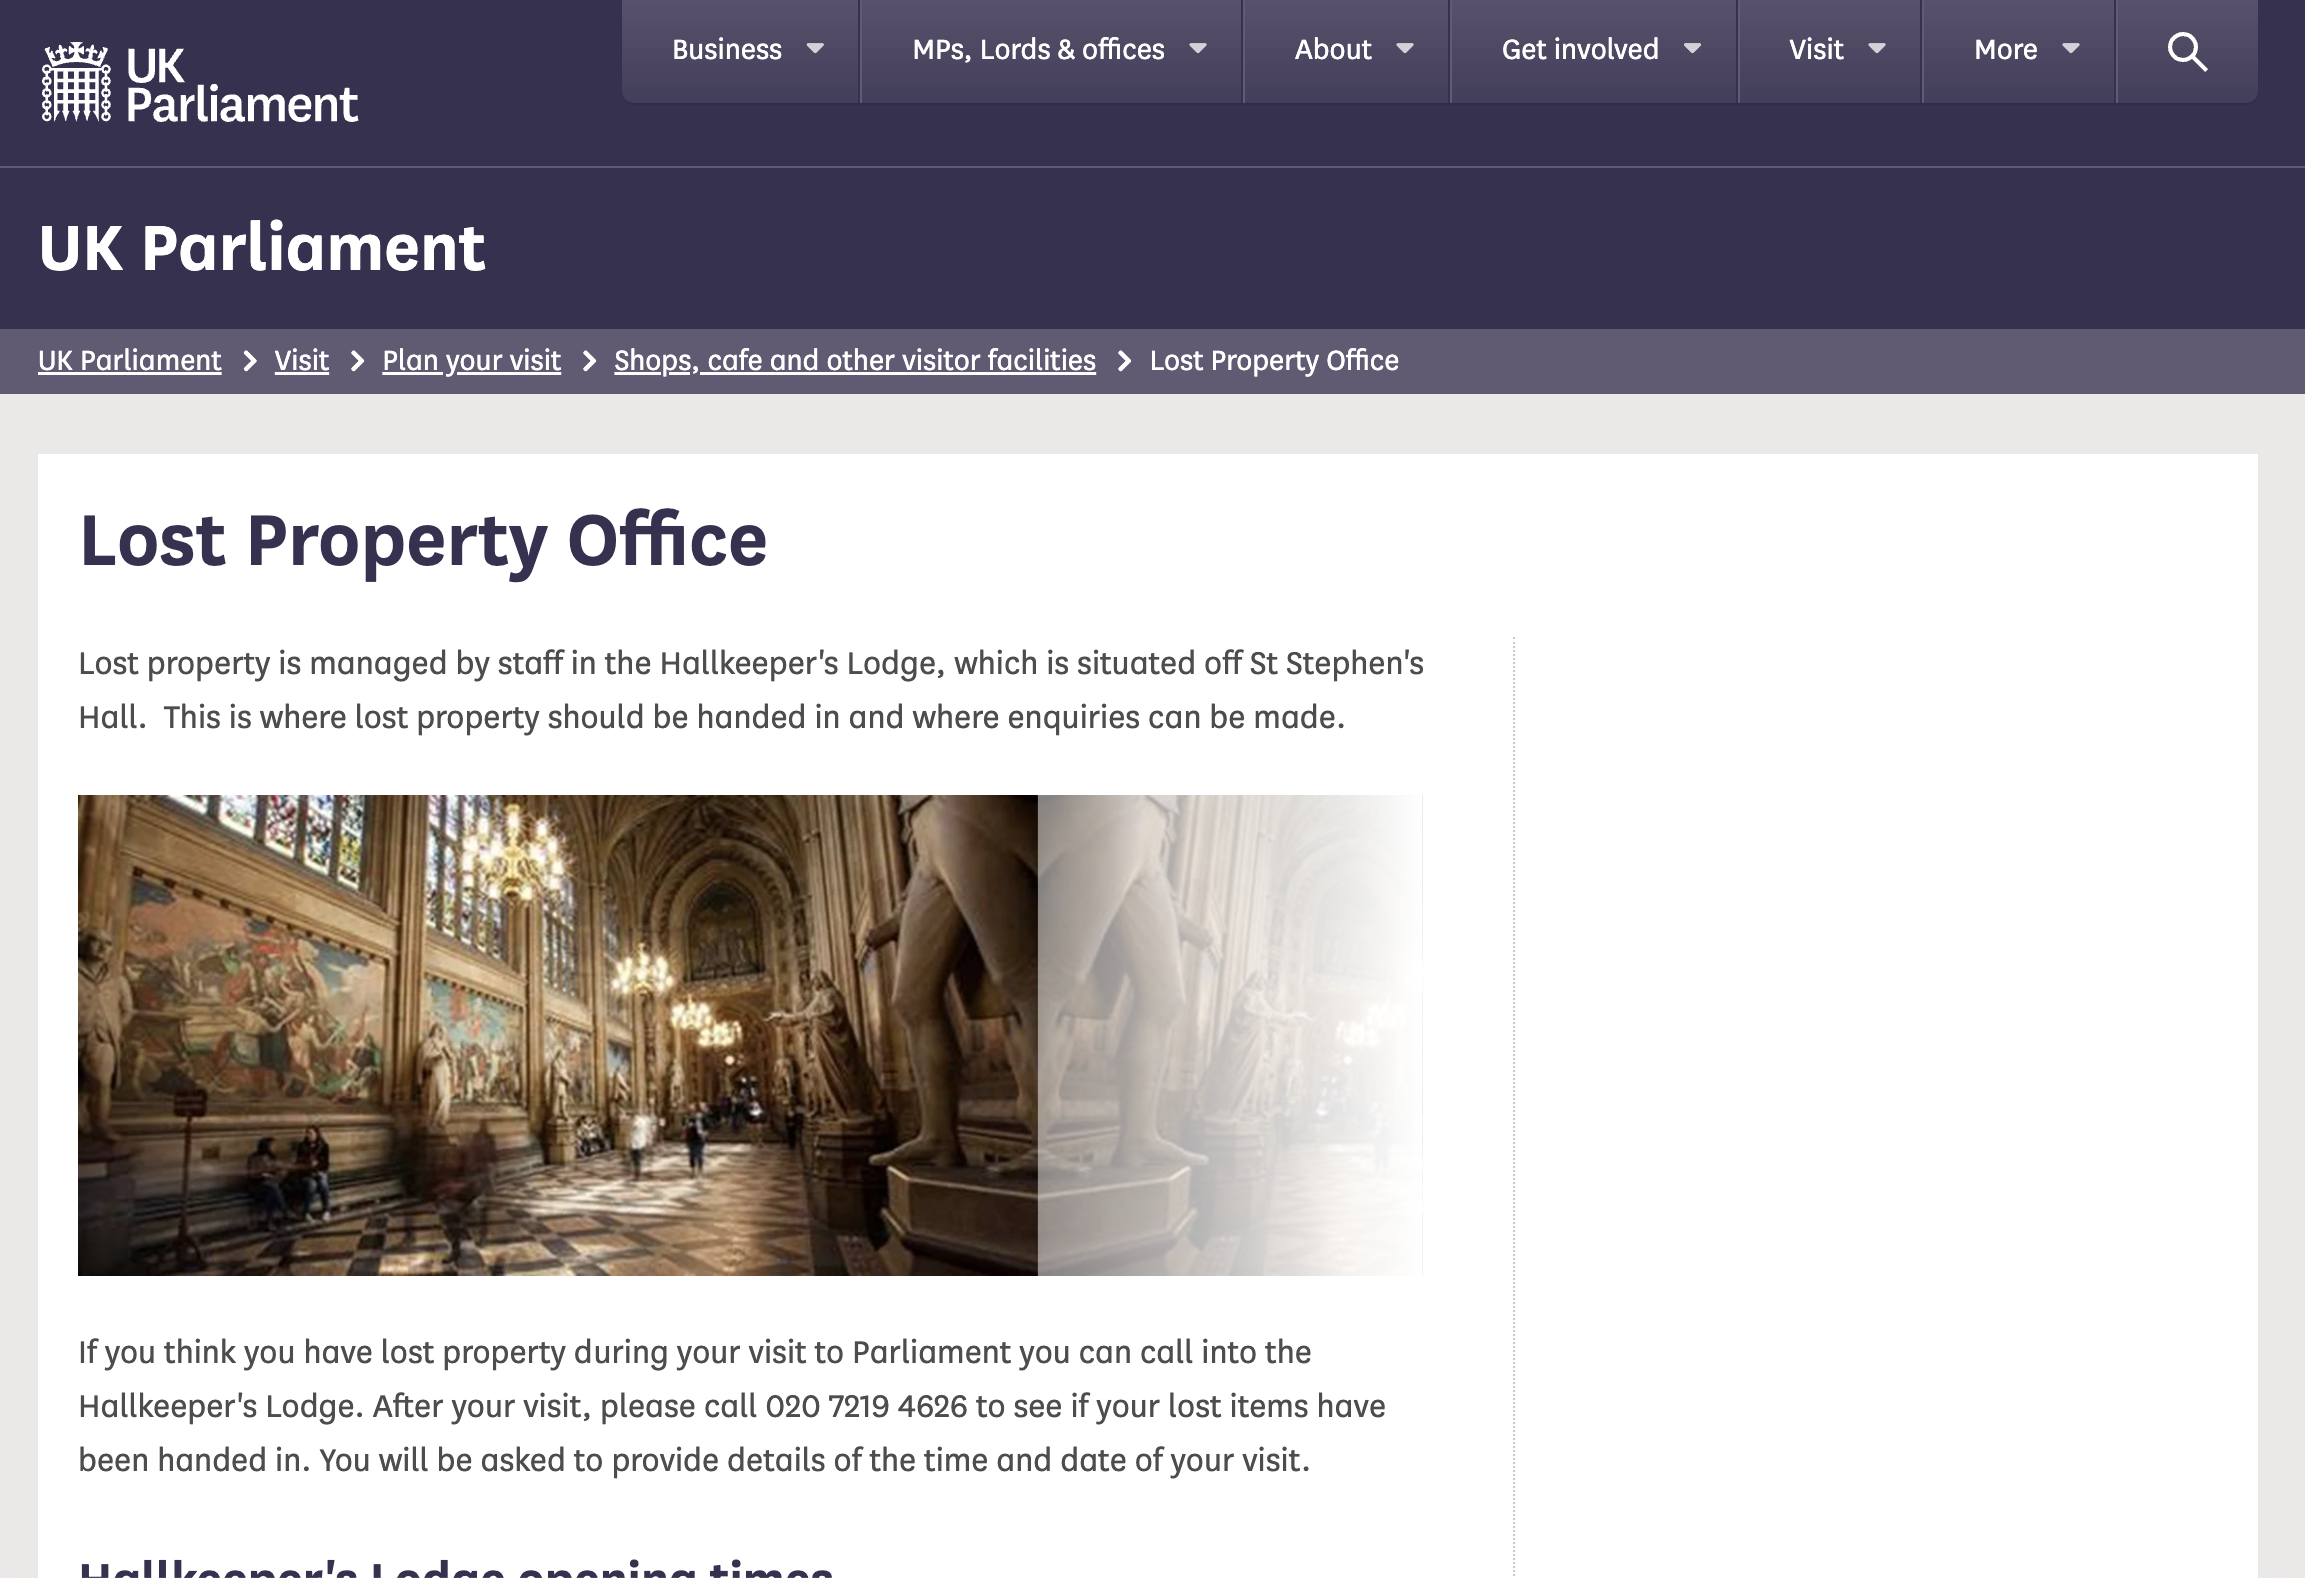 UK
Parliament
Business
MPs, Lords & offices
About
Get involved
Visit
More
UK Parliament
UK Parliament
Visit
Plan your visit
Shops, cafe and other visitor facilities
Lost Property Office
Lost Property Office
Lost property is managed by staff in the Hallkeeper's Lodge, which is situated off St Stephen's
Hall.  This is where lost property should be handed in and where enquiries can be made.
If you think you have lost property during your visit to Parliament you can call into the
Hallkeeper's Lodge. After your visit, please call 020 7219 4626 to see if your lost items have
been handed in. You will be asked to provide details of the time and date of your visit.
Hallkeeper's Lodge opening times